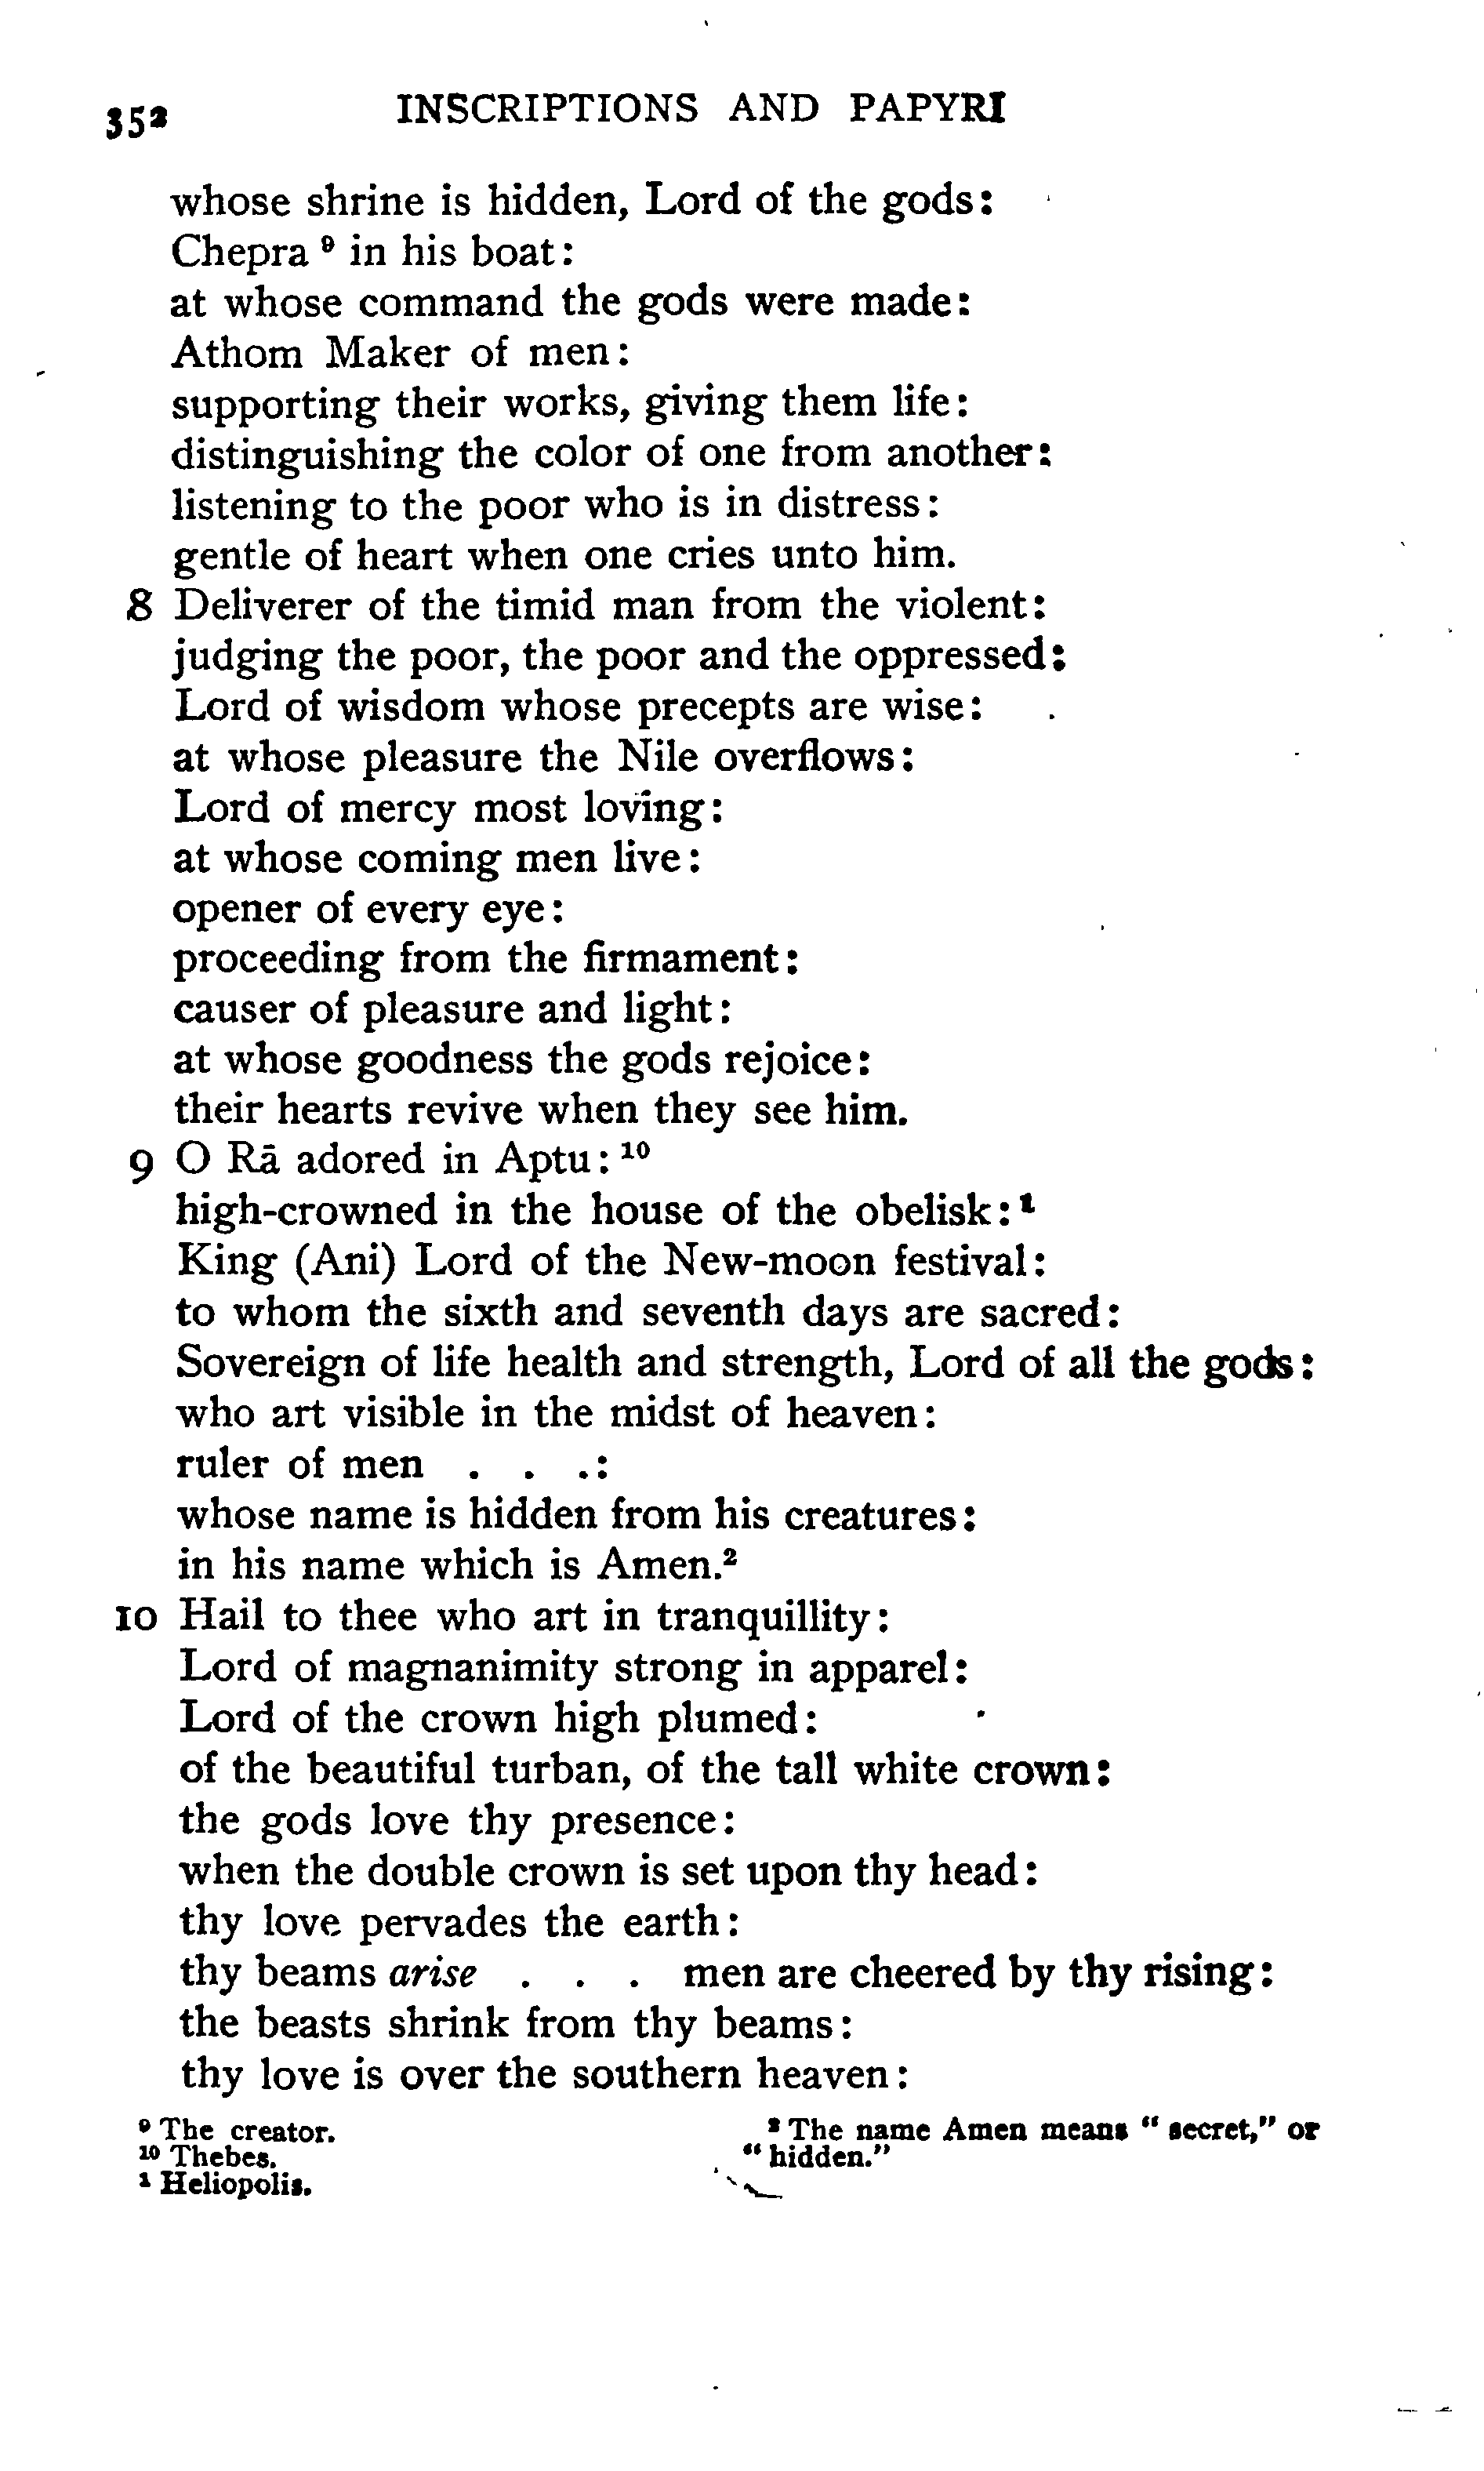 352 INSCRIPTIONS AND PAPYRI
whose shrine is hidden, Lord of the gods:
Chepra ⁹ in his boat:
at whose command the gods were made:
Athom Maker of men:
supporting their works, giving them life:
distinguishing the color of one from another:
listening to the poor who is in distress:
gentle of heart when one cries unto him.
8 Deliverer of the timid man from the violent:
judging the poor, the poor and the oppressed:
Lord of wisdom whose precepts are wise:
at whose pleasure the Nile overflows:
Lord of mercy most loving:
at whose coming men live:
opener of every eye:
proceeding from the firmament:
causer of pleasure and light:
at whose goodness the gods rejoice:
their hearts revive when they see him.
9 O Rā adored in Aptu: ¹⁰
high-crowned in the house of the obelisk: ¹
King (Ani) Lord of the New-moon festival:
to whom the sixth and seventh days are sacred:
Sovereign of life health and strength, Lord of all the gods:
who art visible in the midst of heaven:
ruler of men . . .:
whose name is hidden from his creatures:
in his name which is Amen.²
10 Hail to thee who art in tranquillity:
Lord of magnanimity strong in apparel:
Lord of the crown high plumed:
of the beautiful turban, of the tall white crown:
the gods love thy presence:
when the double crown is set upon thy head:
thy love pervades the earth:
thy beams arise . . . men are cheered by thy rising:
the beasts shrink from thy beams:
thy love is over the southern heaven:
⁹ The creator.
¹⁰ Thebes.
¹ Heliopolis.
² The name Amen means "secret," or
"hidden."